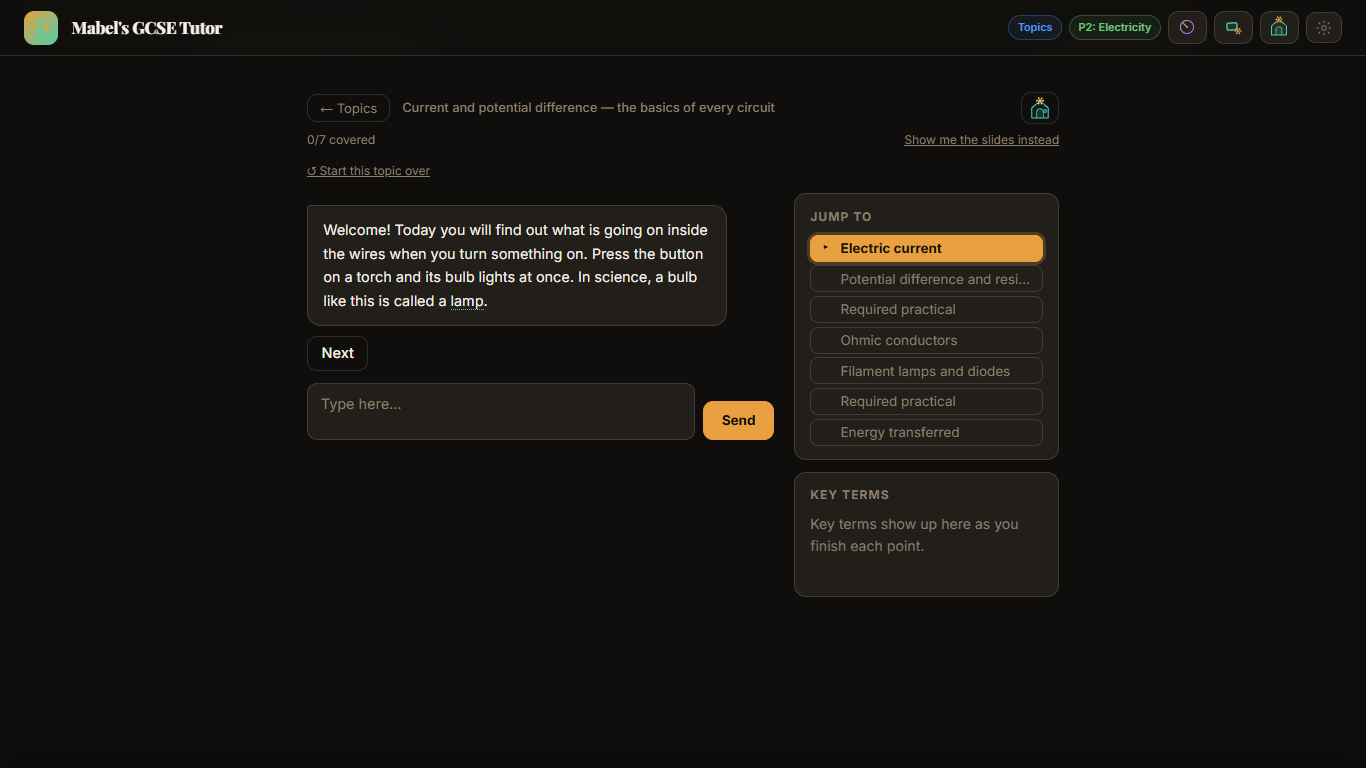 Mabel's GCSE Tutor
Topics
P2: Electricity
← Topics
Current and potential difference — the basics of every circuit
0/7 covered
Show me the slides instead
↺ Start this topic over
Welcome! Today you will find out what is going on inside
the wires when you turn something on. Press the button
on a torch and its bulb lights at once. In science, a bulb
like this is called a lamp.
Next
Type here...
Send
JUMP TO
‣ Electric current
Potential difference and resi...
Required practical
Ohmic conductors
Filament lamps and diodes
Required practical
Energy transferred
KEY TERMS
Key terms show up here as you
finish each point.